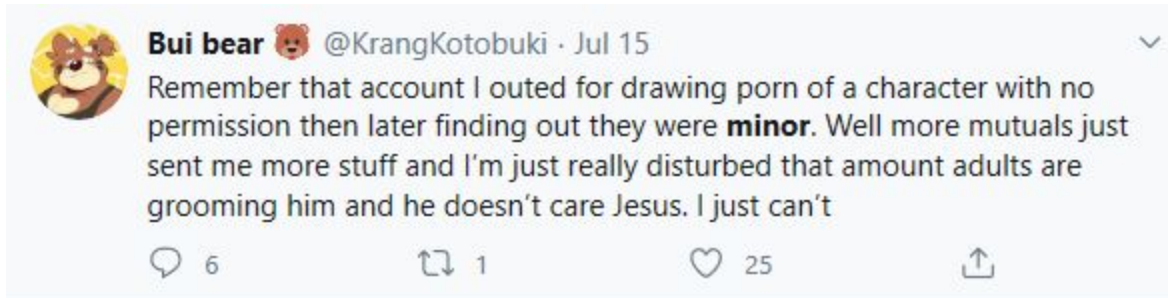 Bui bear 🐻 @KrangKotobuki · Jul 15
Remember that account I outed for drawing porn of a character with no
permission then later finding out they were minor. Well more mutuals just
sent me more stuff and I'm just really disturbed that amount adults are
grooming him and he doesn't care Jesus. I just can't
6 1 25